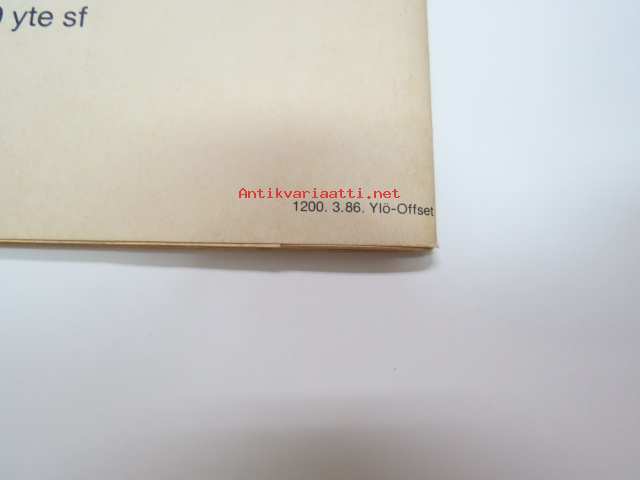 yte sf
Antikvariaatti.net
1200. 3.86. Ylö-Offset